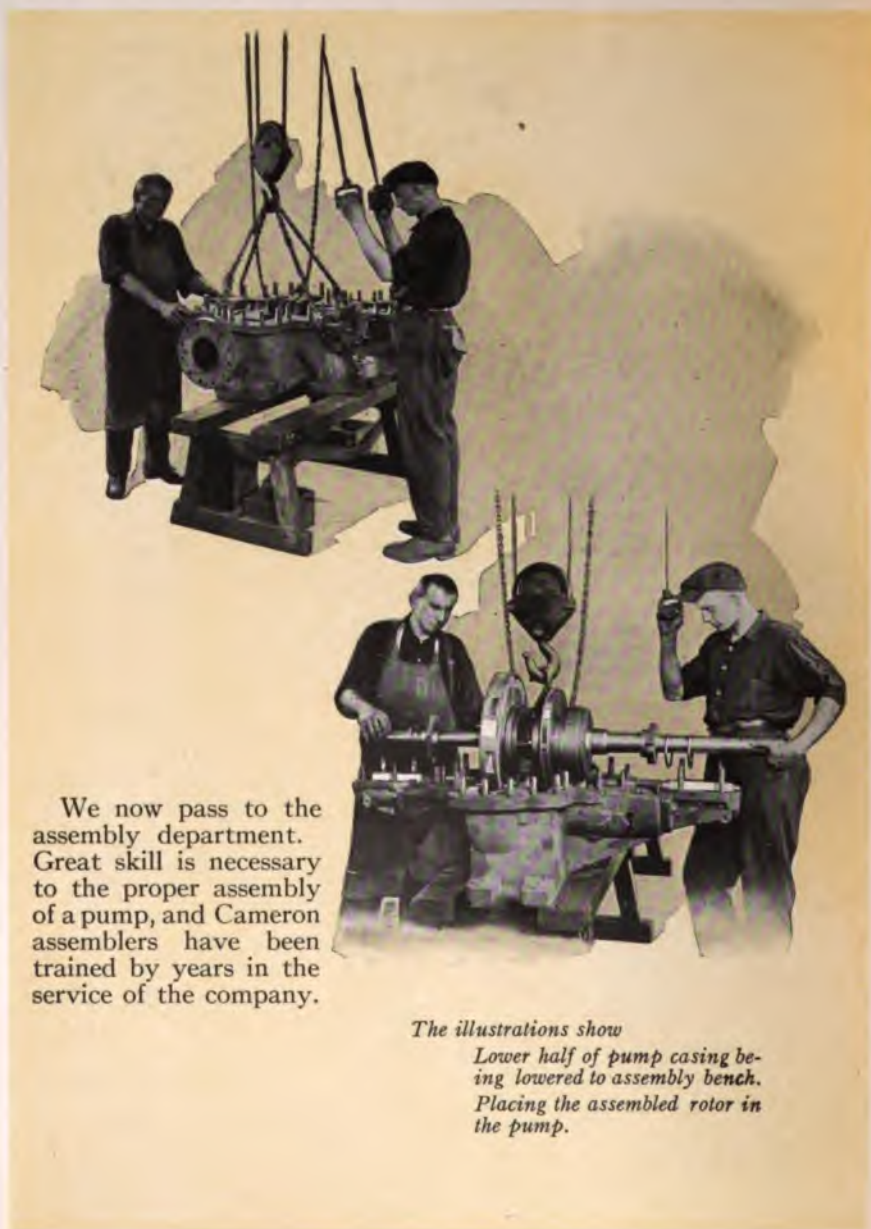 We now pass to the
assembly department.
Great skill is necessary
to the proper assembly
of a pump, and Cameron
assemblers have been
trained by years in the
service of the company.
The illustrations show
Lower half of pump casing be-
ing lowered to assembly bench.
Placing the assembled rotor in
the pump.